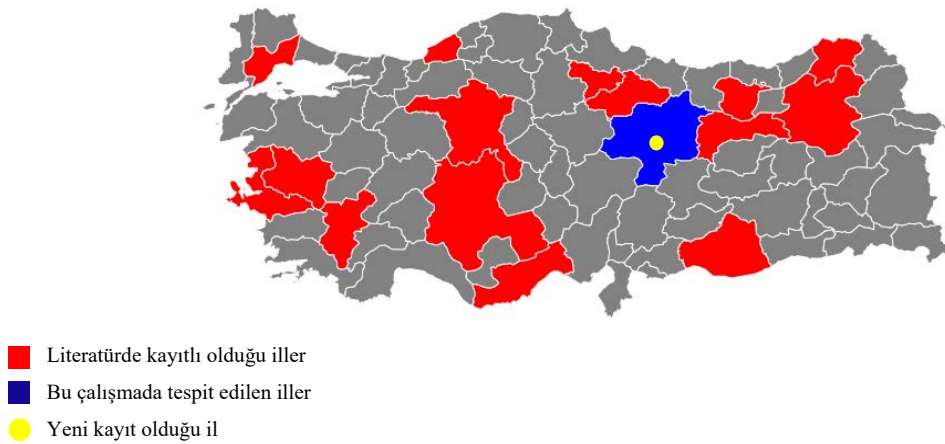 Literatürde kayıtlı olduğu iller
Bu çalışmada tespit edilen iller
Yeni kayıt olduğu il